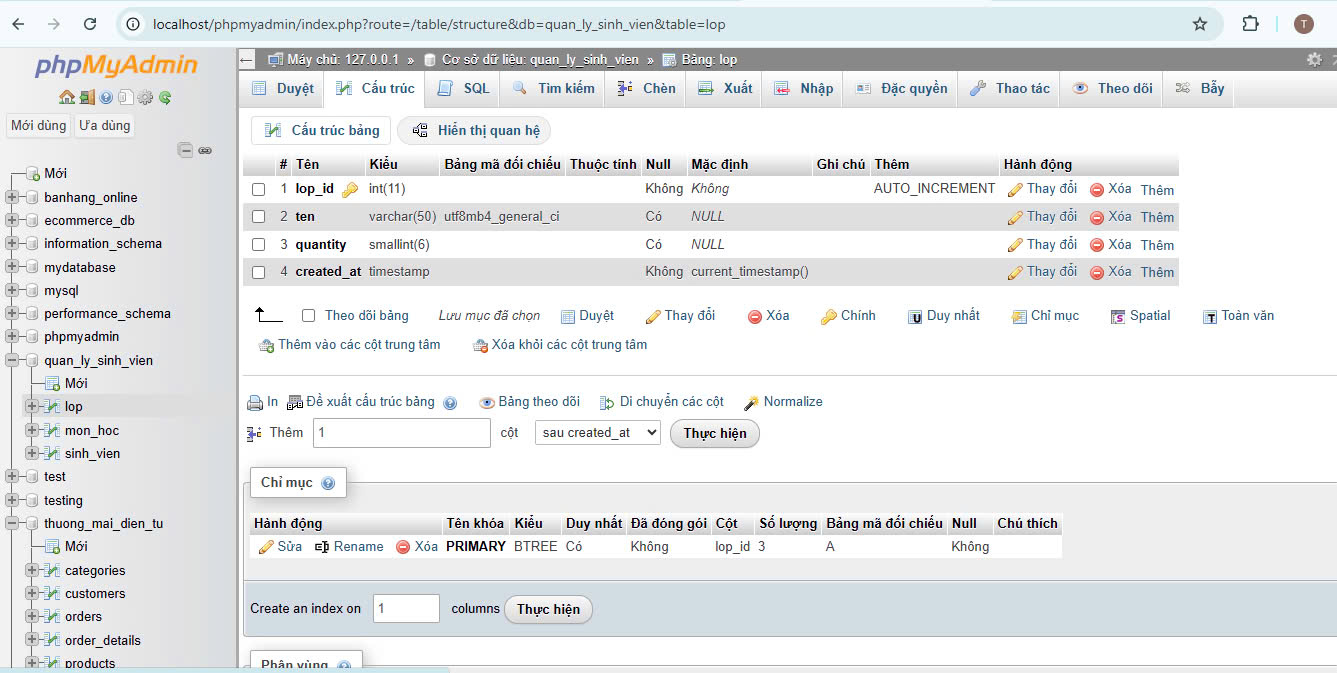 localhost/phpmyadmin/index.php?route=/table/structure&db=quan_ly_sinh_vien&table=lop
T
phpMyAdmin
Mới dùng Ưa dùng
Mới
banhang_online
ecommerce_db
information_schema
mydatabase
mysql
performance_schema
phpmyadmin
quan_ly_sinh_vien
Mới
lop
mon_hoc
sinh_vien
test
testing
thuong_mai_dien_tu
Mới
categories
customers
orders
order_details
products
Máy chủ: 127.0.0.1 » Cơ sở dữ liệu: quan_ly_sinh_vien » Bảng: lop
Duyệt Cấu trúc SQL Tìm kiếm Chèn Xuất Nhập Đặc quyền Thao tác Theo dõi Bẫy
Cấu trúc bảng Hiển thị quan hệ
# Tên Kiểu Bảng mã đối chiếu Thuộc tính Null Mặc định Ghi chú Thêm Hành động
1 lop_id int(11) Không Không AUTO_INCREMENT Thay đổi Xóa Thêm
2 ten varchar(50) utf8mb4_general_ci Có NULL Thay đổi Xóa Thêm
3 quantity smallint(6) Có NULL Thay đổi Xóa Thêm
4 created_at timestamp Không current_timestamp() Thay đổi Xóa Thêm
Theo dõi bảng Lưu mục đã chọn Duyệt Thay đổi Xóa Chính U Duy nhất Chỉ mục S Spatial T Toàn văn
Thêm vào các cột trung tâm Xóa khỏi các cột trung tâm
In Đề xuất cấu trúc bảng Bảng theo dõi Di chuyển các cột Normalize
Thêm 1 cột sau created_at Thực hiện
Chỉ mục
Hành động Tên khóa Kiểu Duy nhất Đã đóng gói Cột Số lượng Bảng mã đối chiếu Null Chú thích
Sửa Rename Xóa PRIMARY BTREE Có Không lop_id 3 A Không
Create an index on 1 columns Thực hiện
Phân vùng